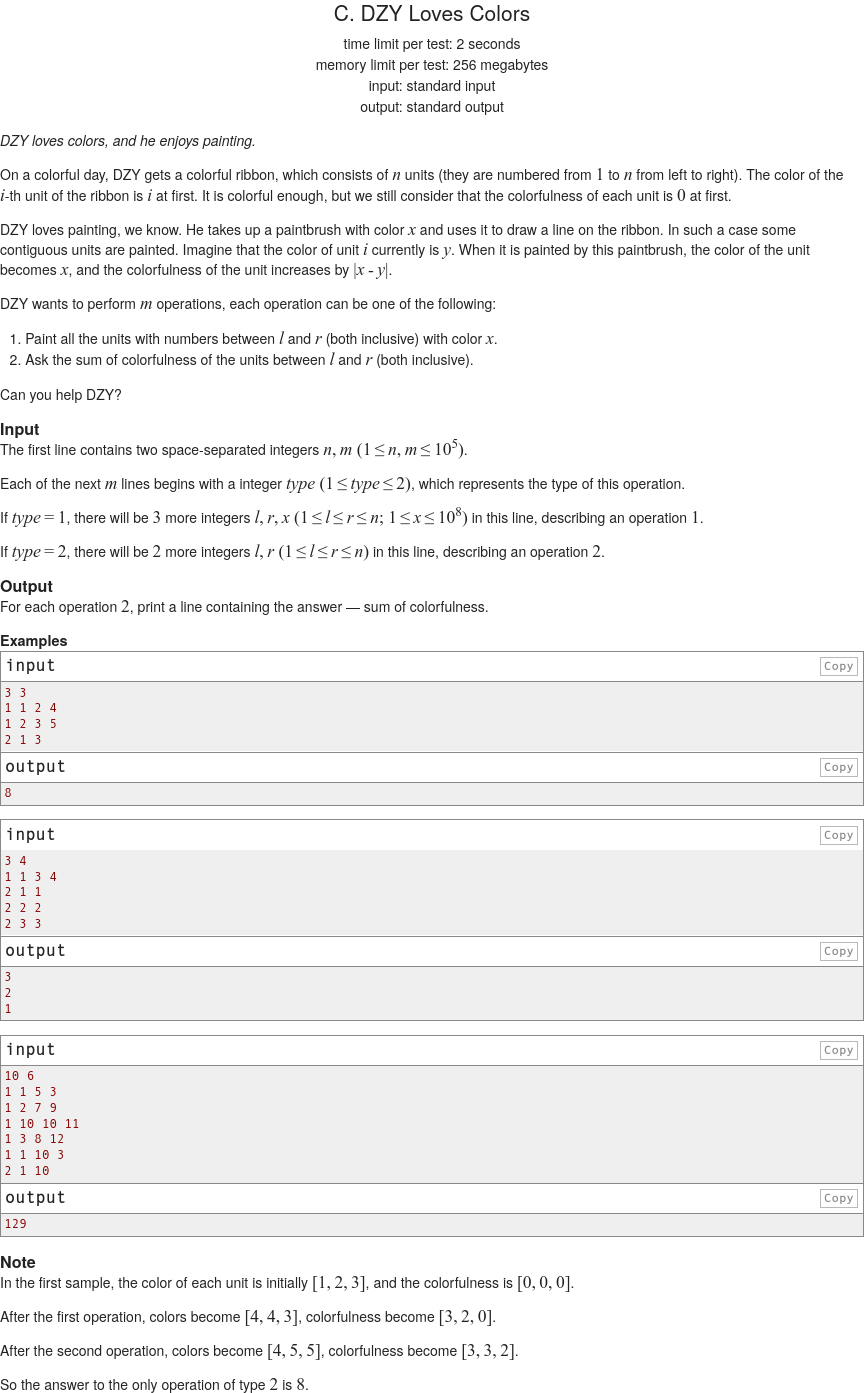 C. DZY Loves Colors
time limit per test: 2 seconds
memory limit per test: 256 megabytes
input: standard input
output: standard output
DZY loves colors, and he enjoys painting.
On a colorful day, DZY gets a colorful ribbon, which consists of n units (they are numbered from 1 to n from left to right). The color of the
i-th unit of the ribbon is i at first. It is colorful enough, but we still consider that the colorfulness of each unit is 0 at first.
DZY loves painting, we know. He takes up a paintbrush with color x and uses it to draw a line on the ribbon. In such a case some
contiguous units are painted. Imagine that the color of unit i currently is y. When it is painted by this paintbrush, the color of the unit
becomes x, and the colorfulness of the unit increases by |x - y|.
DZY wants to perform m operations, each operation can be one of the following:
1. Paint all the units with numbers between l and r (both inclusive) with color x.
2. Ask the sum of colorfulness of the units between l and r (both inclusive).
Can you help DZY?
Input
The first line contains two space-separated integers n, m (1 ≤ n, m ≤ 10⁵).
Each of the next m lines begins with a integer type (1 ≤ type ≤ 2), which represents the type of this operation.
If type = 1, there will be 3 more integers l, r, x (1 ≤ l ≤ r ≤ n; 1 ≤ x ≤ 10⁸) in this line, describing an operation 1.
If type = 2, there will be 2 more integers l, r (1 ≤ l ≤ r ≤ n) in this line, describing an operation 2.
Output
For each operation 2, print a line containing the answer — sum of colorfulness.
Examples
input Copy
3 3
1 1 2 4
1 2 3 5
2 1 3
output Copy
8
input Copy
3 4
1 1 3 4
2 1 1
2 2 2
2 3 3
output Copy
3
2
1
input Copy
10 6
1 1 5 3
1 2 7 9
1 10 10 11
1 3 8 12
1 1 10 3
2 1 10
output Copy
129
Note
In the first sample, the color of each unit is initially [1, 2, 3], and the colorfulness is [0, 0, 0].
After the first operation, colors become [4, 4, 3], colorfulness become [3, 2, 0].
After the second operation, colors become [4, 5, 5], colorfulness become [3, 3, 2].
So the answer to the only operation of type 2 is 8.